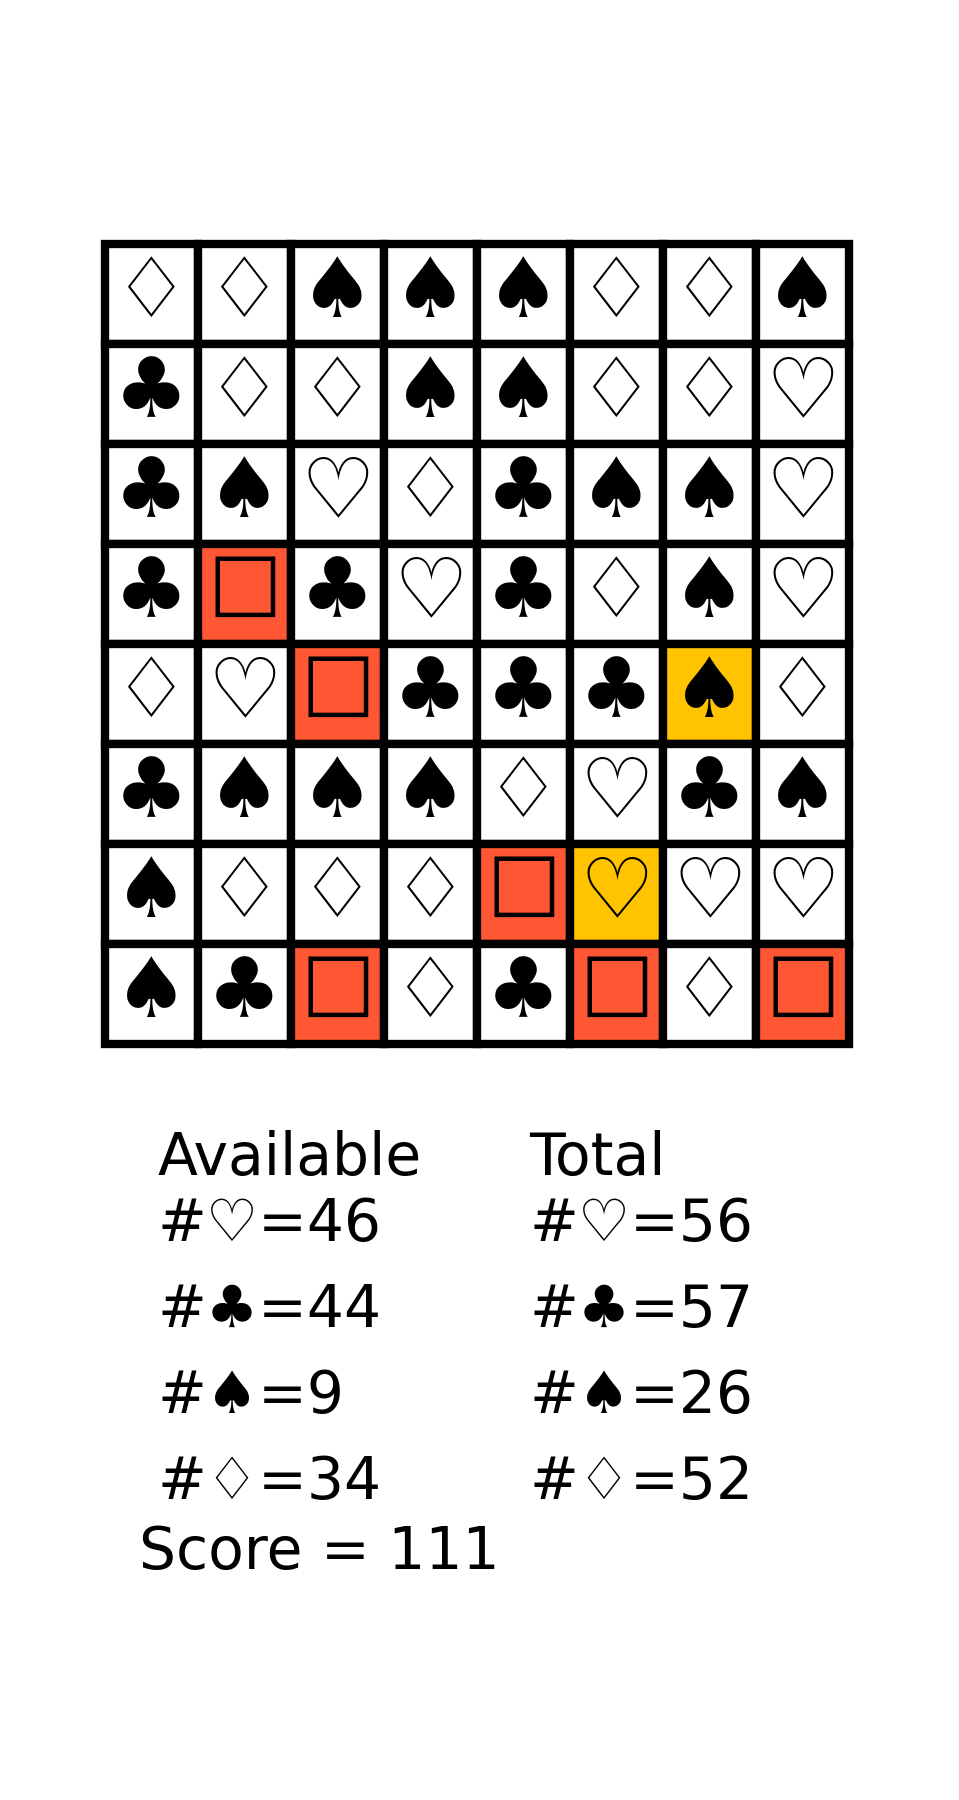 ♢ ♢ ♠ ♠ ♠ ♢ ♢ ♠
♣ ♢ ♢ ♠ ♠ ♢ ♢ ♡
♣ ♠ ♡ ♢ ♣ ♠ ♠ ♡
♣ □ ♣ ♡ ♣ ♢ ♠ ♡
♢ ♡ □ ♣ ♣ ♣ ♠ ♢
♣ ♠ ♠ ♠ ♢ ♡ ♣ ♠
♠ ♢ ♢ ♢ □ ♡ ♡ ♡
♠ ♣ □ ♢ ♣ □ ♢ □
Available Total
#♡=46 #♡=56
#♣=44 #♣=57
#♠=9 #♠=26
#♢=34 #♢=52
Score = 111